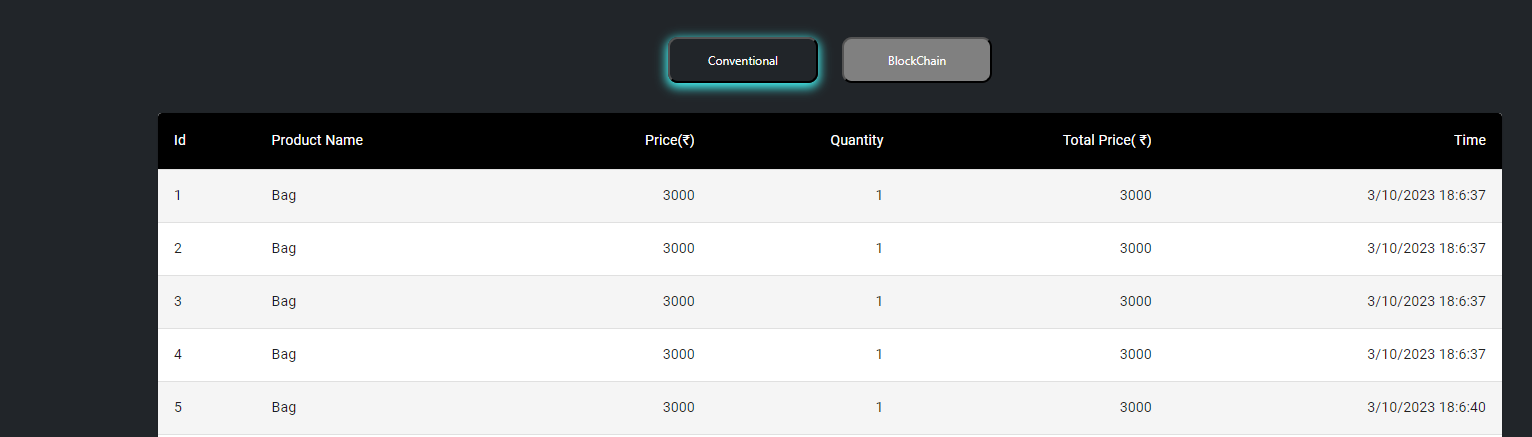 Conventional BlockChain
Id Product Name Price(₹) Quantity Total Price( ₹) Time
1 Bag 3000 1 3000 3/10/2023 18:6:37
2 Bag 3000 1 3000 3/10/2023 18:6:37
3 Bag 3000 1 3000 3/10/2023 18:6:37
4 Bag 3000 1 3000 3/10/2023 18:6:37
5 Bag 3000 1 3000 3/10/2023 18:6:40